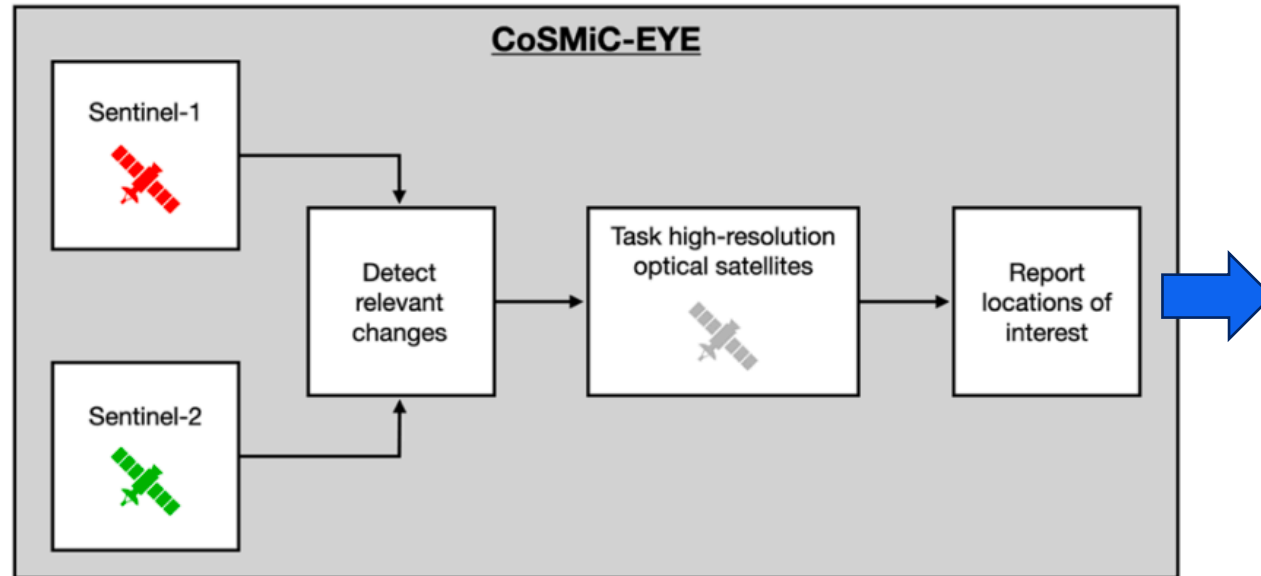 CoSMiC-EYE
Sentinel-1
Sentinel-2
Detect
relevant
changes
Task high-resolution
optical satellites
Report
locations of
interest